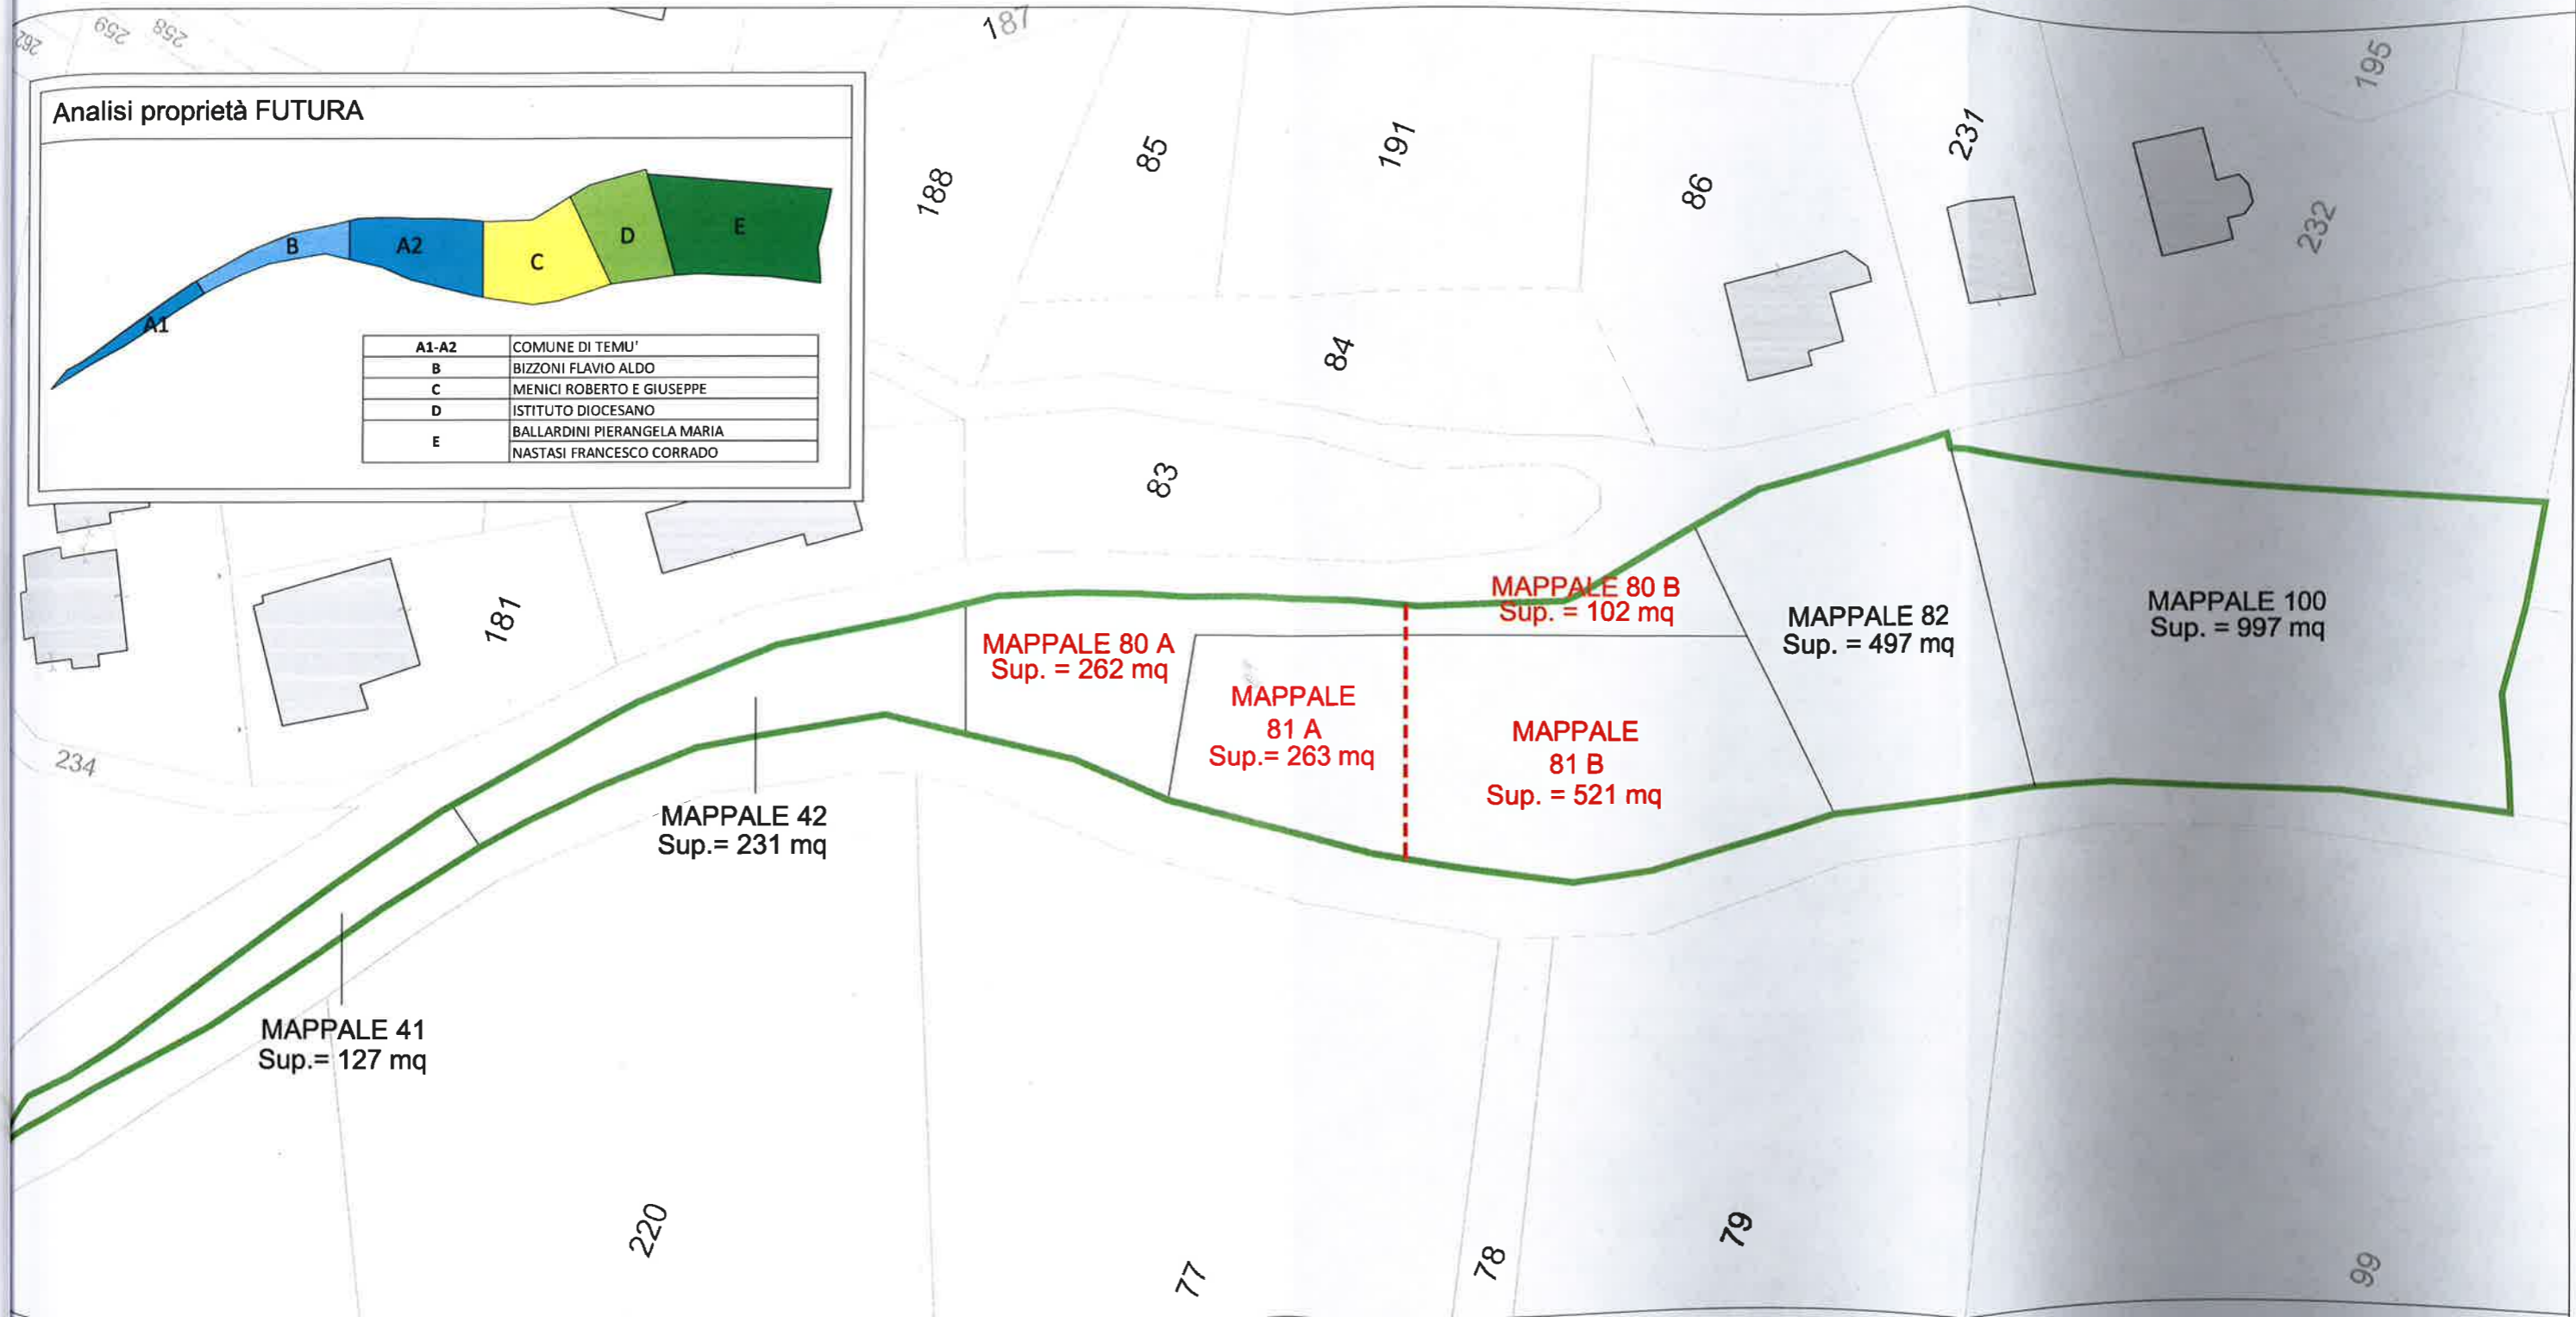 187
262
259
258
195
Analisi proprietà FUTURA
B
A2
C
D
E
A1
A1-A2 COMUNE DI TEMU'
B BIZZONI FLAVIO ALDO
C MENICI ROBERTO E GIUSEPPE
D ISTITUTO DIOCESANO
E BALLARDINI PIERANGELA MARIA
NASTASI FRANCESCO CORRADO
188
85
191
86
231
232
84
83
181
234
MAPPALE 80 A
Sup. = 262 mq
MAPPALE 80 B
Sup. = 102 mq
MAPPALE
81 A
Sup.= 263 mq
MAPPALE
81 B
Sup. = 521 mq
MAPPALE 82
Sup. = 497 mq
MAPPALE 100
Sup. = 997 mq
MAPPALE 42
Sup.= 231 mq
MAPPALE 41
Sup.= 127 mq
220
77
78
79
99